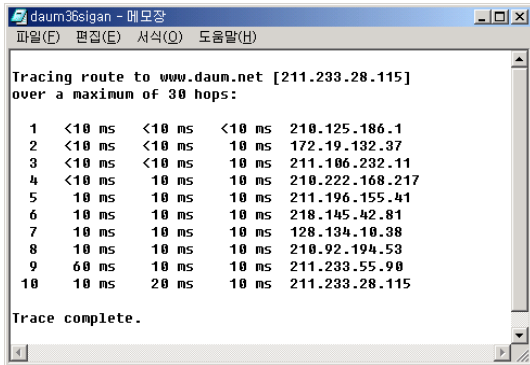 daum36sigan - 메모장
파일(F) 편집(E) 서식(O) 도움말(H)
Tracing route to www.daum.net [211.233.28.115]
over a maximum of 30 hops:
1 <10 ms <10 ms <10 ms 210.125.186.1
2 <10 ms <10 ms 10 ms 172.19.132.37
3 <10 ms <10 ms 10 ms 211.106.232.11
4 <10 ms 10 ms 10 ms 210.222.168.217
5 10 ms 10 ms 10 ms 211.196.155.41
6 10 ms 10 ms 10 ms 218.145.42.81
7 10 ms 10 ms 10 ms 128.134.10.38
8 10 ms 10 ms 10 ms 210.92.194.53
9 60 ms 10 ms 10 ms 211.233.55.90
10 10 ms 20 ms 10 ms 211.233.28.115
Trace complete.